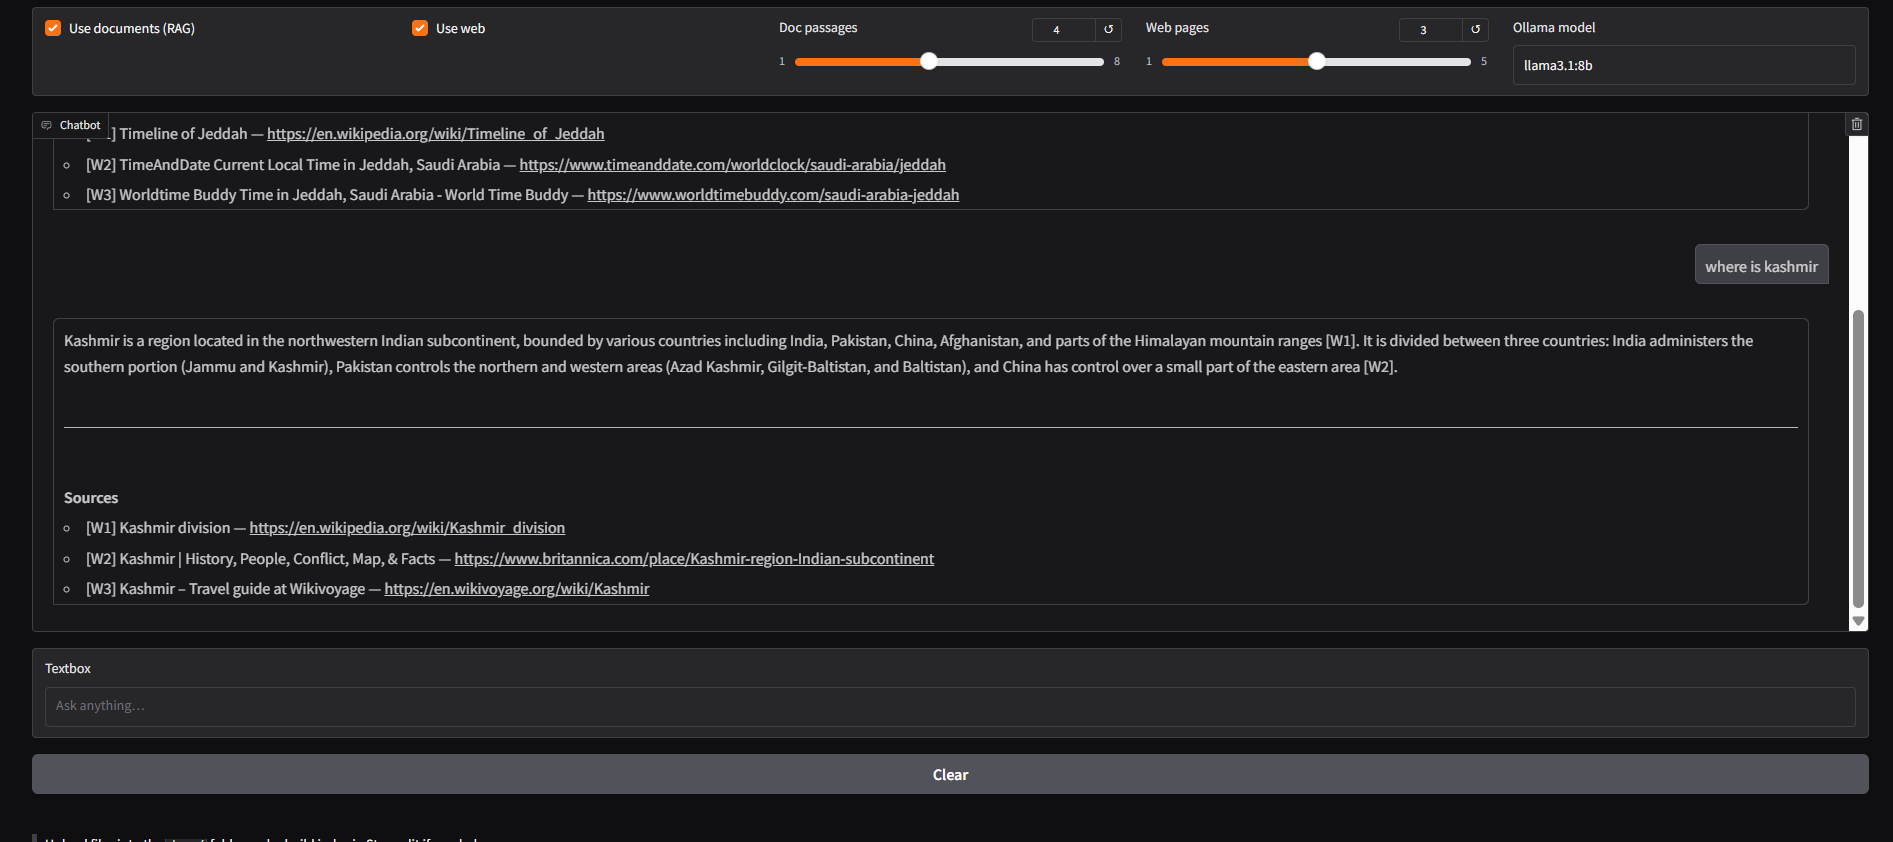 Use documents (RAG)
Use web
Doc passages
4
↺
1
8
Web pages
3
↺
1
5
Ollama model
llama3.1:8b
Chatbot
] Timeline of Jeddah — https://en.wikipedia.org/wiki/Timeline_of_Jeddah
[W2] TimeAndDate Current Local Time in Jeddah, Saudi Arabia — https://www.timeanddate.com/worldclock/saudi-arabia/jeddah
[W3] Worldtime Buddy Time in Jeddah, Saudi Arabia - World Time Buddy — https://www.worldtimebuddy.com/saudi-arabia-jeddah
where is kashmir
Kashmir is a region located in the northwestern Indian subcontinent, bounded by various countries including India, Pakistan, China, Afghanistan, and parts of the Himalayan mountain ranges [W1]. It is divided between three countries: India administers the
southern portion (Jammu and Kashmir), Pakistan controls the northern and western areas (Azad Kashmir, Gilgit-Baltistan, and Baltistan), and China has control over a small part of the eastern area [W2].
Sources
[W1] Kashmir division — https://en.wikipedia.org/wiki/Kashmir_division
[W2] Kashmir | History, People, Conflict, Map, & Facts — https://www.britannica.com/place/Kashmir-region-Indian-subcontinent
[W3] Kashmir – Travel guide at Wikivoyage — https://en.wikivoyage.org/wiki/Kashmir
Textbox
Ask anything…
Clear